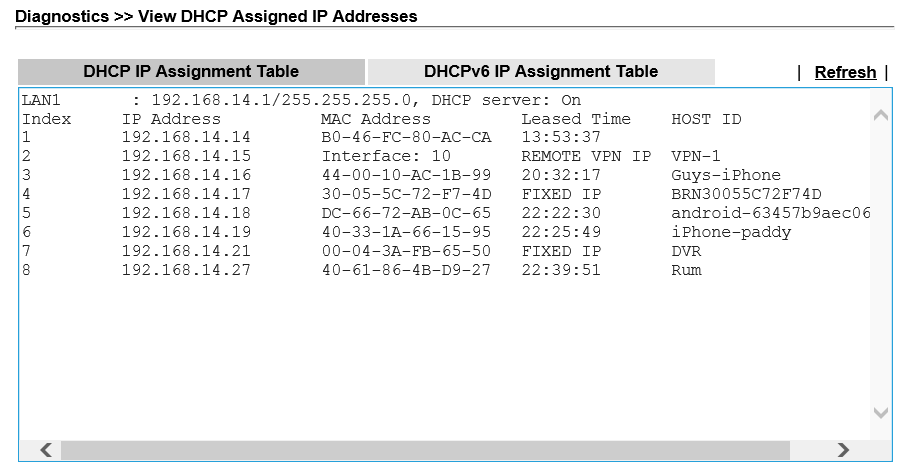 Diagnostics >> View DHCP Assigned IP Addresses
DHCP IP Assignment Table DHCPv6 IP Assignment Table | Refresh |
LAN1 : 192.168.14.1/255.255.255.0, DHCP server: On
Index IP Address MAC Address Leased Time HOST ID
1 192.168.14.14 B0-46-FC-80-AC-CA 13:53:37
2 192.168.14.15 Interface: 10 REMOTE VPN IP VPN-1
3 192.168.14.16 44-00-10-AC-1B-99 20:32:17 Guys-iPhone
4 192.168.14.17 30-05-5C-72-F7-4D FIXED IP BRN30055C72F74D
5 192.168.14.18 DC-66-72-AB-0C-65 22:22:30 android-63457b9aec06
6 192.168.14.19 40-33-1A-66-15-95 22:25:49 iPhone-paddy
7 192.168.14.21 00-04-3A-FB-65-50 FIXED IP DVR
8 192.168.14.27 40-61-86-4B-D9-27 22:39:51 Rum